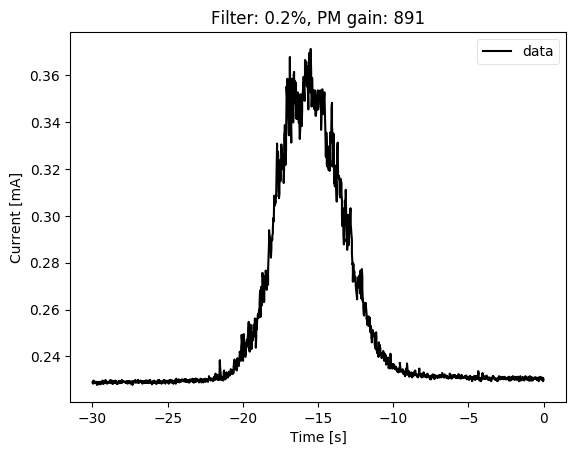 Filter: 0.2%, PM gain: 891
data
Current [mA]
0.36
0.34
0.32
0.30
0.28
0.26
0.24
−30 −25 −20 −15 −10 −5 0
Time [s]